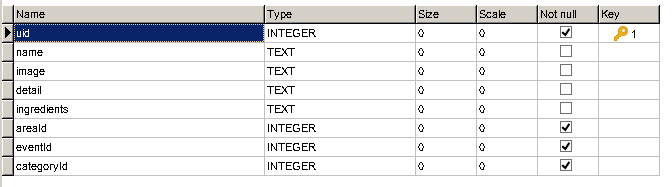 Name Type Size Scale Not null Key
uid INTEGER 0 0 1
name TEXT 0 0
image TEXT 0 0
detail TEXT 0 0
ingredients TEXT 0 0
areaId INTEGER 0 0
eventId INTEGER 0 0
categoryId INTEGER 0 0